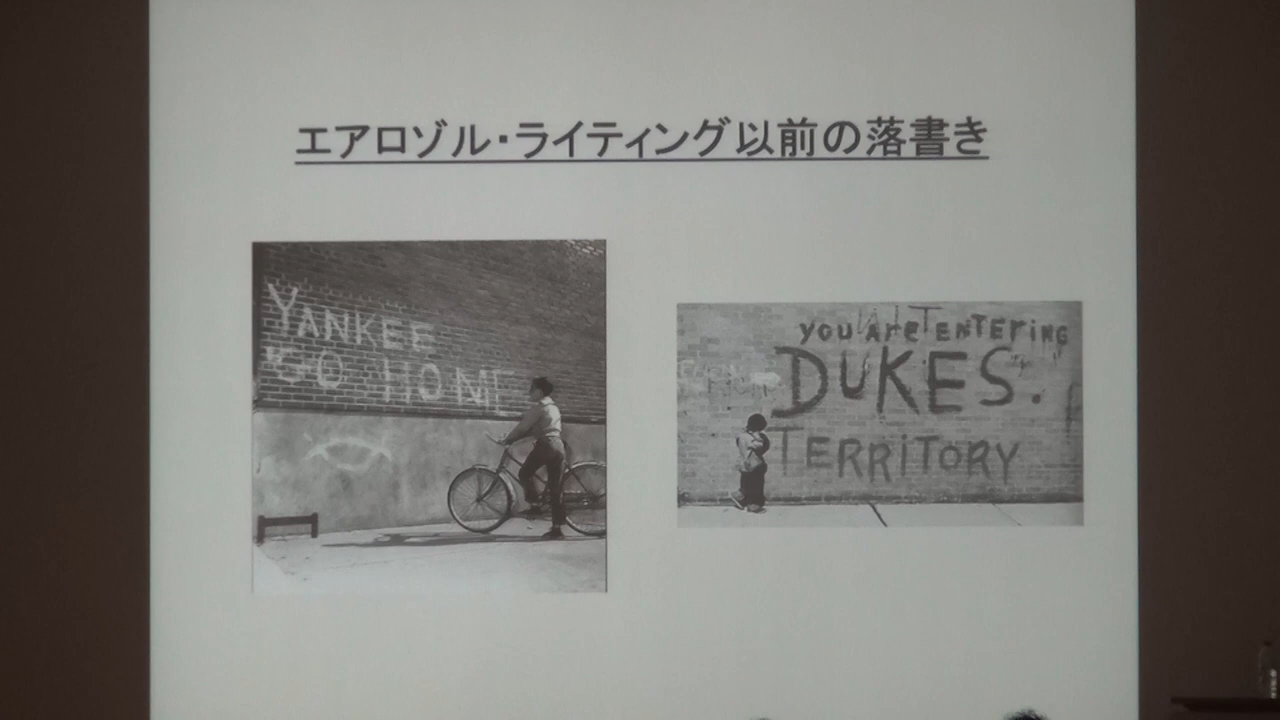 エアロゾル・ライティング以前の落書き
YANKEE
GO HOME
YOU ARE ENTERING
DUKES.
TERRITORY